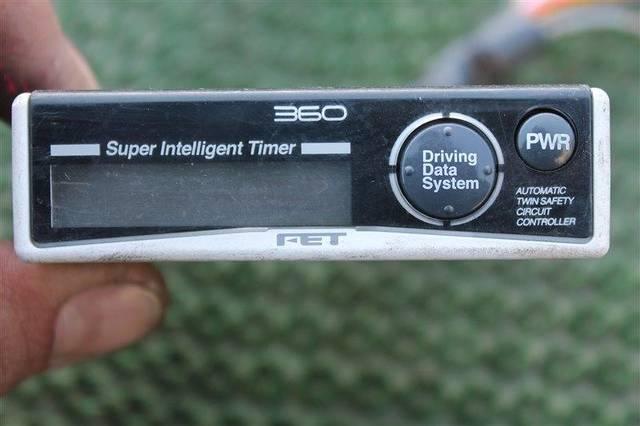 360
Super Intelligent Timer
Driving
Data
System
PWR
AUTOMATIC
TWIN SAFETY
CIRCUIT
CONTROLLER
FET